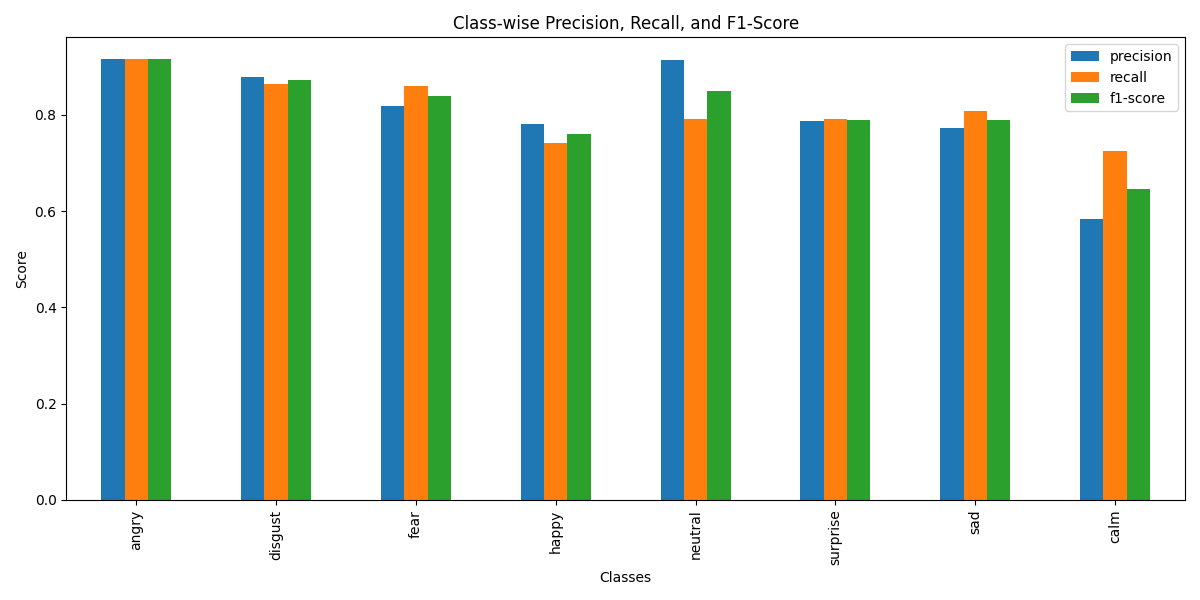 Class-wise Precision, Recall, and F1-Score
precision
recall
f1-score
Score
0.8
0.6
0.4
0.2
0.0
angry
disgust
fear
happy
neutral
surprise
sad
calm
Classes